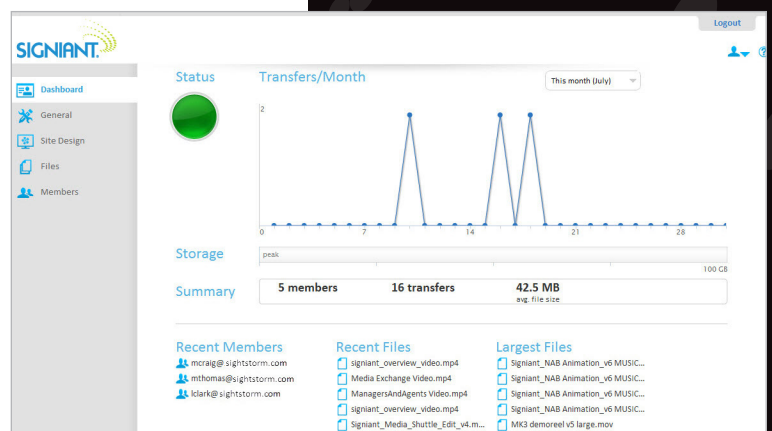 Logout
SIGNIANT.
Dashboard
General
Site Design
Files
Members
Status
Transfers/Month
This month (July)
2
0 7 14 21 28
Storage
peak
100 GB
Summary
5 members 16 transfers 42.5 MB
avg. file size
Recent Members
mcraig@ sightstorm.com
mthomas@sightstorm.com
lclark@ sightstorm.com
Recent Files
signiant_overview_video.mp4
Media Exchange Video.mp4
ManagersAndAgents Video.mp4
signiant_overview_video.mp4
Signiant_Media_Shuttle_Edit_v4.m...
Largest Files
Signiant_NAB Animation_v6 MUSIC...
Signiant_NAB Animation_v6 MUSIC...
Signiant_NAB Animation_v6 MUSIC...
Signiant_NAB Animation_v6 MUSIC...
MK3 demoreel v5 large.mov